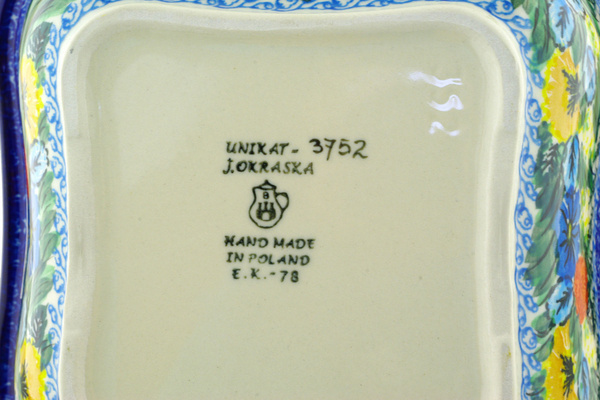 UNIKAT- 3752
J.OKRASKA
B
HAND MADE
IN POLAND
E.K.-78